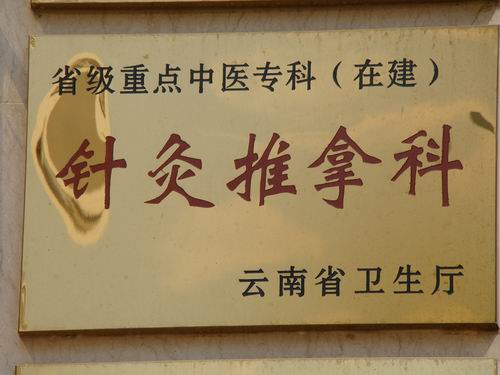 省级重点中医专科（在建）
针灸推拿科
云南省卫生厅